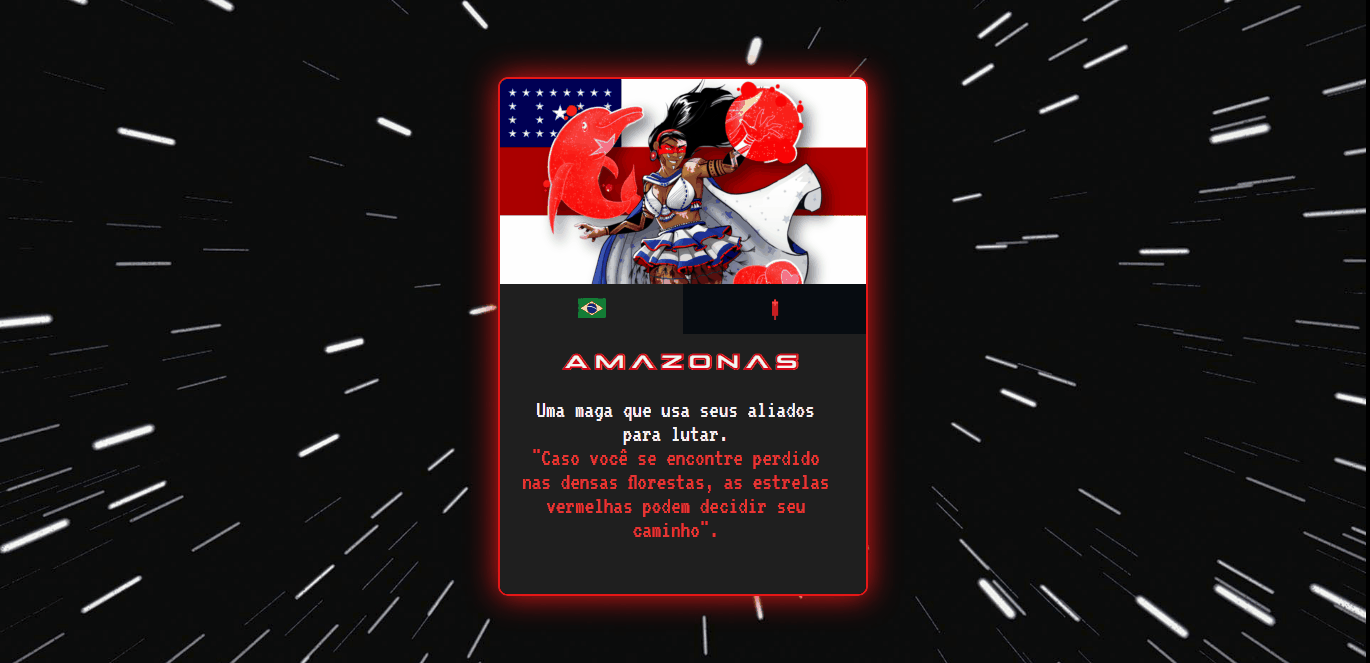 AMAZONAS
Uma maga que usa seus aliados
para lutar.
"Caso você se encontre perdido
nas densas florestas, as estrelas
vermelhas podem decidir seu
caminho".